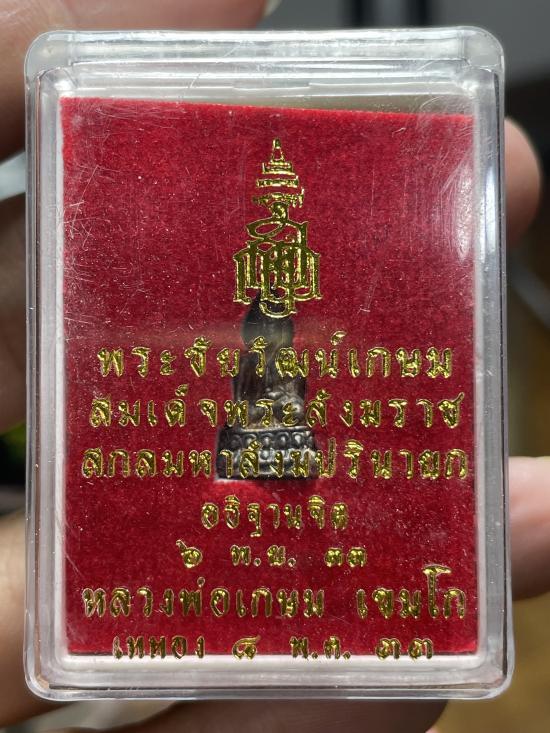 พระชัยวัฒน์เกษม
สมเด็จพระสังฆราช
สกลมหาสังฆปรินายก
อธิฐานจิต
๖ พ.ย. ๓๓
หลวงพ่อเกษม เขมโก
เททอง ๘ พ.ค. ๓๓